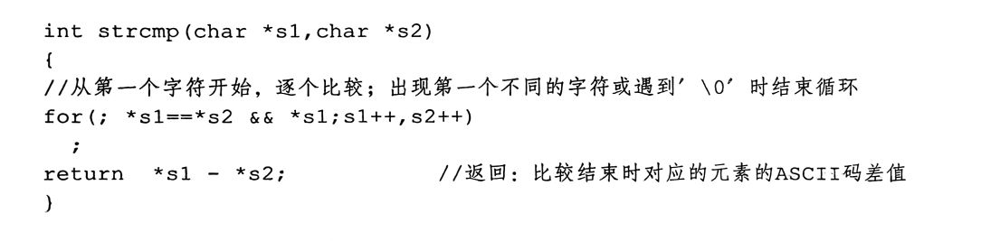 int strcmp(char *s1,char *s2)
{
//从第一个字符开始，逐个比较；出现第一个不同的字符或遇到′\0′时结束循环
for(; *s1==*s2 && *s1;s1++,s2++)
;
return *s1 - *s2; //返回：比较结束时对应的元素的ASCII码差值
}